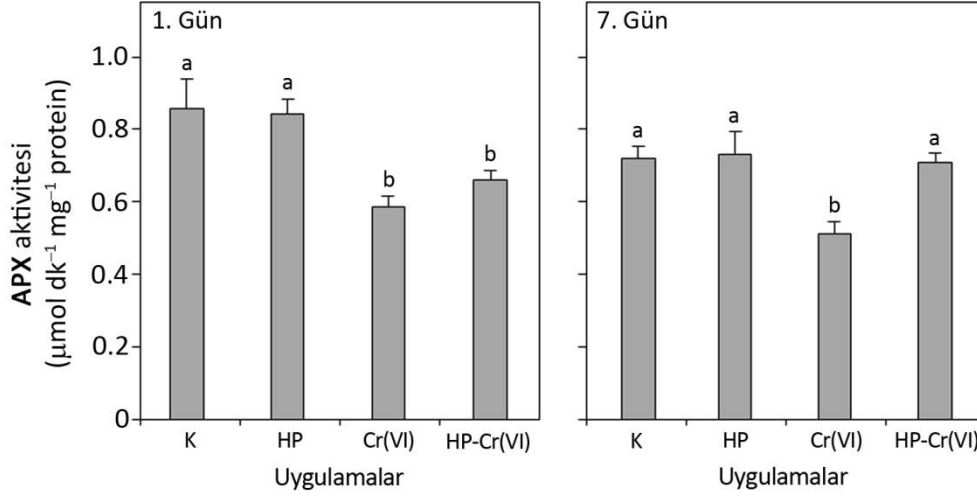 1. Gün
7. Gün
APX aktivitesi
(µmol dk⁻¹ mg⁻¹ protein)
1.0
0.8
0.6
0.4
0.2
0
a
a
b
b
a
a
b
a
K HP Cr(VI) HP-Cr(VI)
K HP Cr(VI) HP-Cr(VI)
Uygulamalar
Uygulamalar